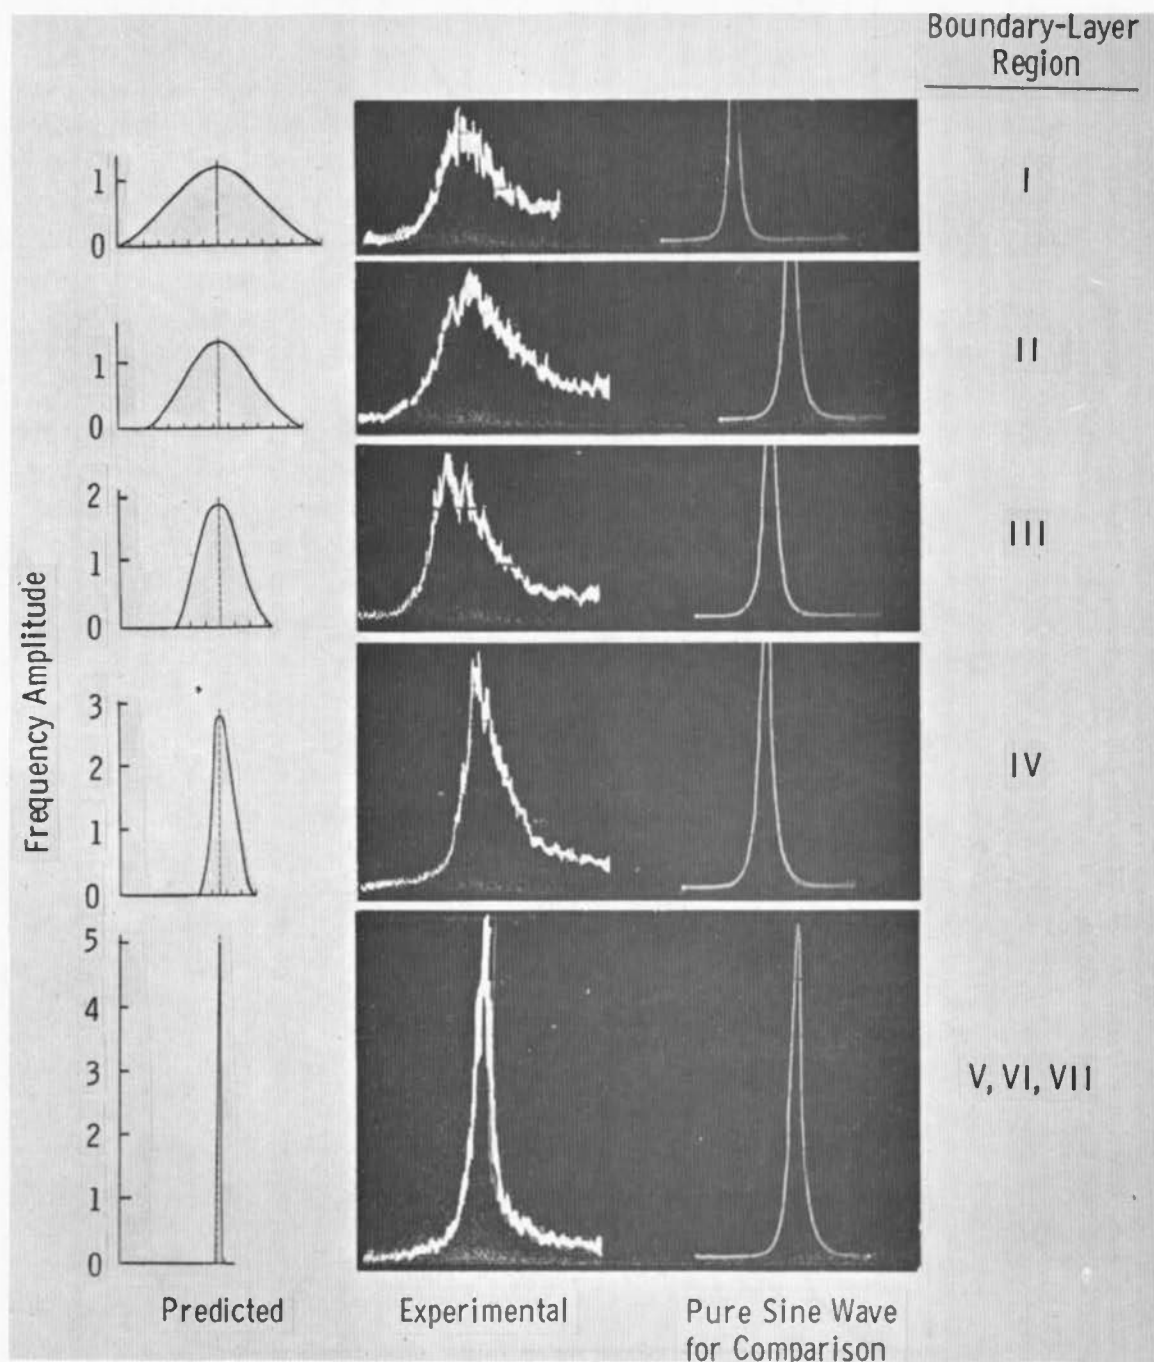 Boundary-Layer
Region
1
0
I
1
0
II
2
1
0
III
3
2
1
0
IV
5
4
3
2
1
0
V, VI, VII
Frequency Amplitude
Predicted
Experimental
Pure Sine Wave
for Comparison